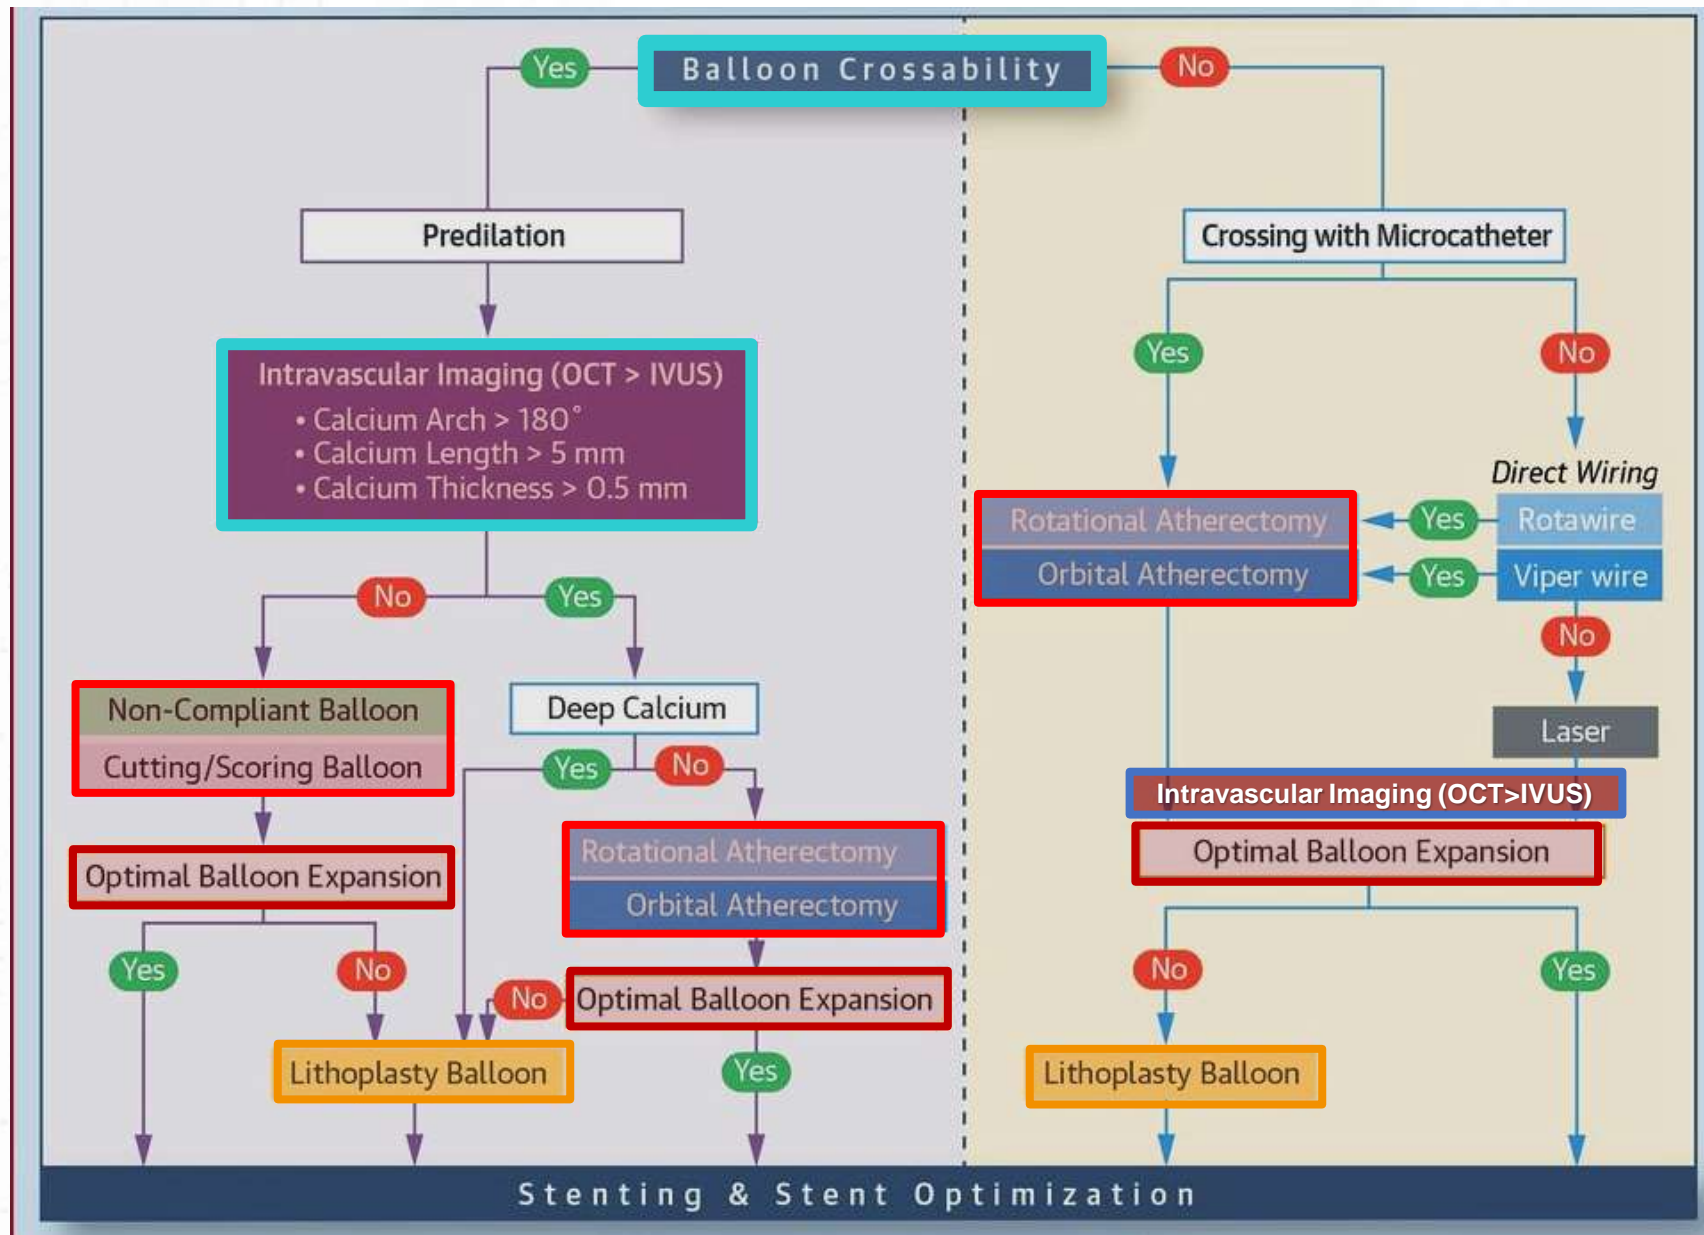 Balloon Crossability
Yes
No
Predilation
Crossing with Microcatheter
Intravascular Imaging (OCT > IVUS)
• Calcium Arch > 180°
• Calcium Length > 5 mm
• Calcium Thickness > 0.5 mm
Yes
No
Direct Wiring
Rotational Atherectomy
Yes
Rotawire
Orbital Atherectomy
Yes
Viper wire
No
Yes
No
Non-Compliant Balloon
Cutting/Scoring Balloon
Deep Calcium
Laser
Yes
No
Intravascular Imaging (OCT>IVUS)
Optimal Balloon Expansion
Rotational Atherectomy
Orbital Atherectomy
Optimal Balloon Expansion
Yes
No
No
Optimal Balloon Expansion
No
Yes
Lithoplasty Balloon
Yes
Lithoplasty Balloon
Stenting & Stent Optimization